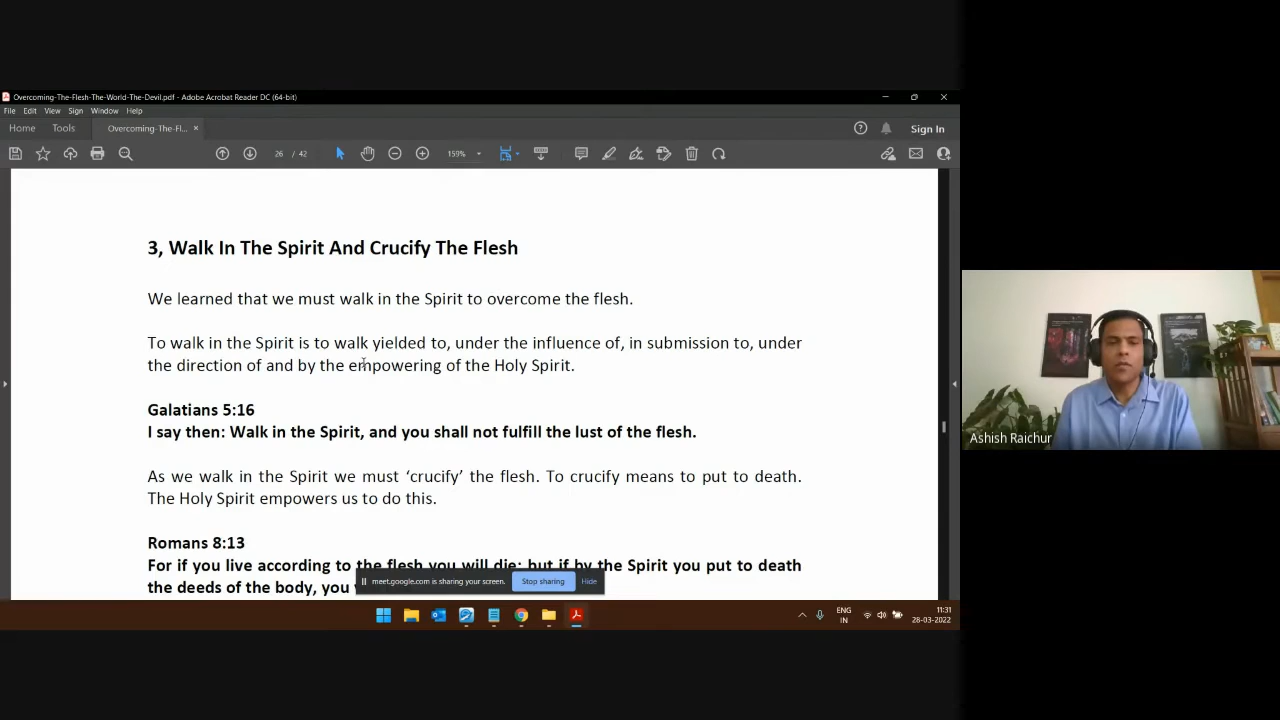 Overcoming-The-Flesh-The-World-The-Devil.pdf - Adobe Acrobat Reader DC (64-bit)
File Edit View Sign Window Help
Home Tools Overcoming-The-Fl... × Sign In
26 / 42 159%
3, Walk In The Spirit And Crucify The Flesh
We learned that we must walk in the Spirit to overcome the flesh.
To walk in the Spirit is to walk yielded to, under the influence of, in submission to, under
the direction of and by the empowering of the Holy Spirit.
Galatians 5:16
I say then: Walk in the Spirit, and you shall not fulfill the lust of the flesh.
As we walk in the Spirit we must ‘crucify’ the flesh. To crucify means to put to death.
The Holy Spirit empowers us to do this.
Romans 8:13
For if you live according to the flesh you will die; but if by the Spirit you put to death
the deeds of the body, you
meet.google.com is sharing your screen. Stop sharing Hide
ENG
IN
11:31
28-03-2022
Ashish Raichur